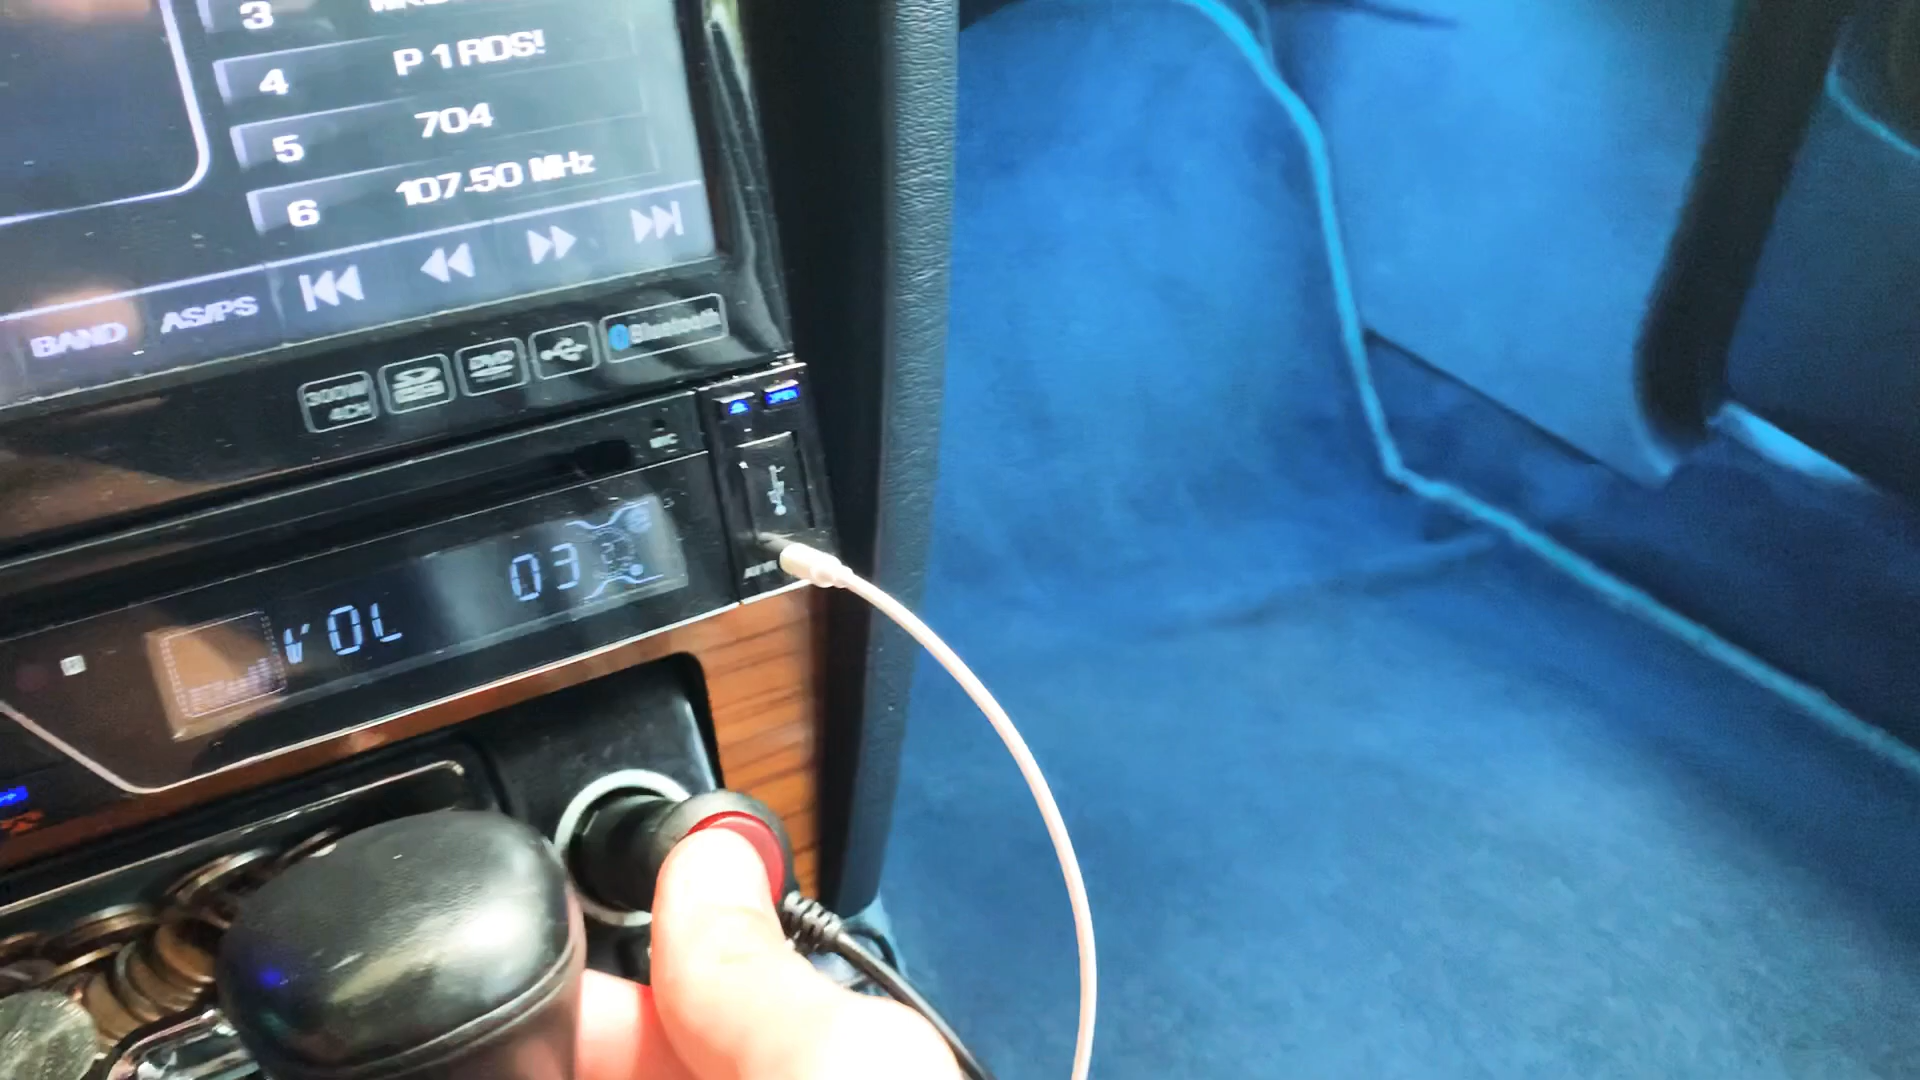 3
4 P 1 RDS!
5 704
6 107.50 MHz
BAND AS/PS
300W 4CH DVD Bluetooth
OPEN
MIC
VOL 03